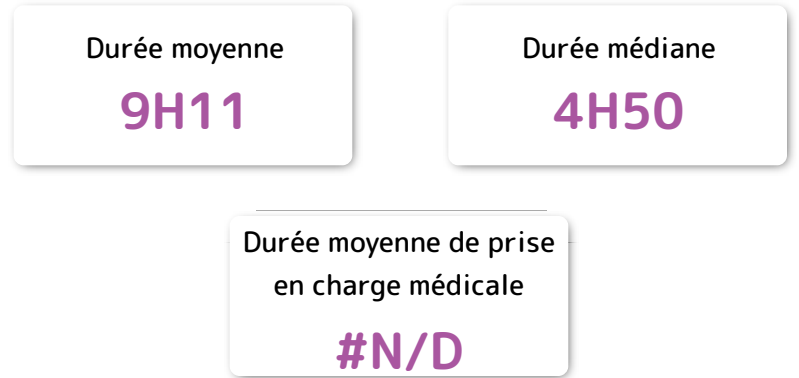 Durée moyenne
9H11
Durée médiane
4H50
Durée moyenne de prise
en charge médicale
#N/D